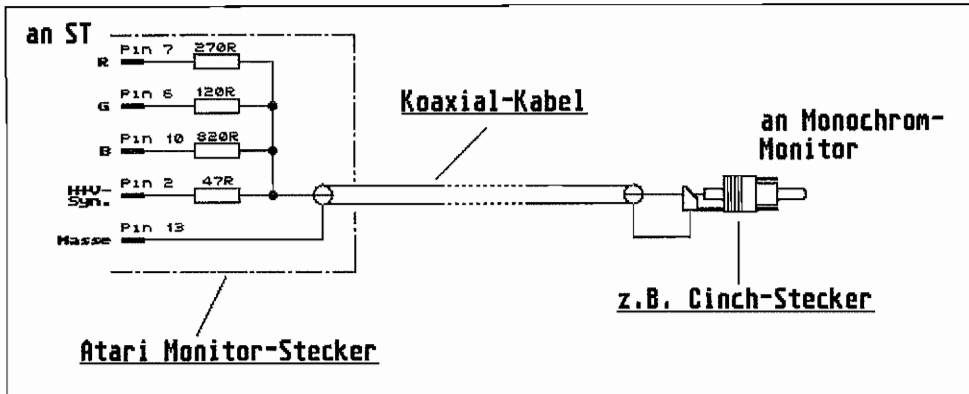 an ST
R Pin 7 270R
G Pin 6 120R
B Pin 10 820R
H+V-
Syn. Pin 2 47R
Masse Pin 13
Koaxial-Kabel
an Monochrom-
Monitor
z.B. Cinch-Stecker
Atari Monitor-Stecker